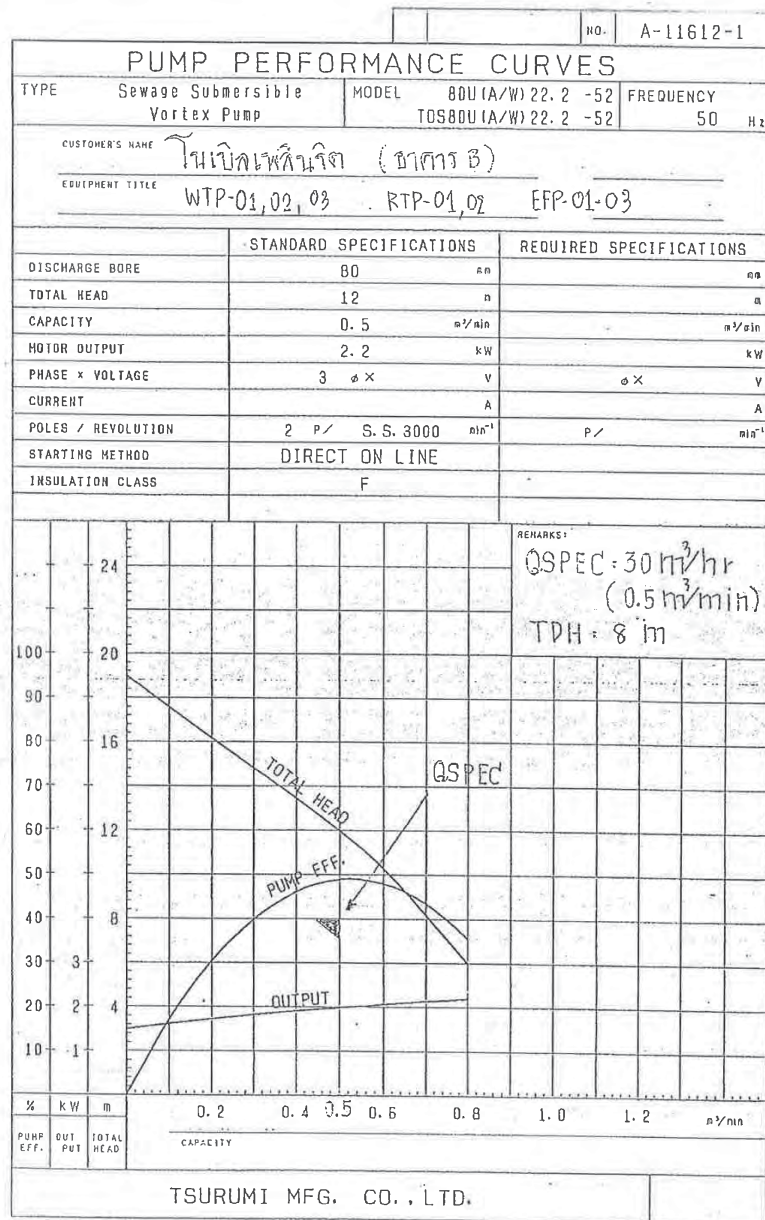 NO. A-11612-1
PUMP PERFORMANCE CURVES
TYPE Sewage Submersible Vortex Pump
MODEL 80U(A/W)22.2 -52
TOS80U(A/W)22.2 -52
FREQUENCY 50 Hz
CUSTOMER'S NAME โนเบิลเพลินจิต (อาคาร B)
EQUIPMENT TITLE WTP-01,02,03 RTP-01,02 EFP-01-03
STANDARD SPECIFICATIONS REQUIRED SPECIFICATIONS
DISCHARGE BORE 80 mm mm
TOTAL HEAD 12 m m
CAPACITY 0.5 m³/min m³/min
MOTOR OUTPUT 2.2 kW kW
PHASE × VOLTAGE 3 ø× V ø× V
CURRENT A A
POLES / REVOLUTION 2 P/ S.S.3000 min⁻¹ P/ min⁻¹
STARTING METHOD DIRECT ON LINE
INSULATION CLASS F
REMARKS:
QSPEC = 30 m³/hr
(0.5 m³/min)
TDH = 8 m
24
100 20
90
80 16
70
60 12
50
40 8
30 3
20 2 4
10 1
QSPEC
TOTAL HEAD
PUMP EFF.
OUTPUT
% kW m
0.2 0.4 0.5 0.6 0.8 1.0 1.2 m³/min
PUMP EFF. OUT PUT TOTAL HEAD
CAPACITY
TSURUMI MFG. CO., LTD.